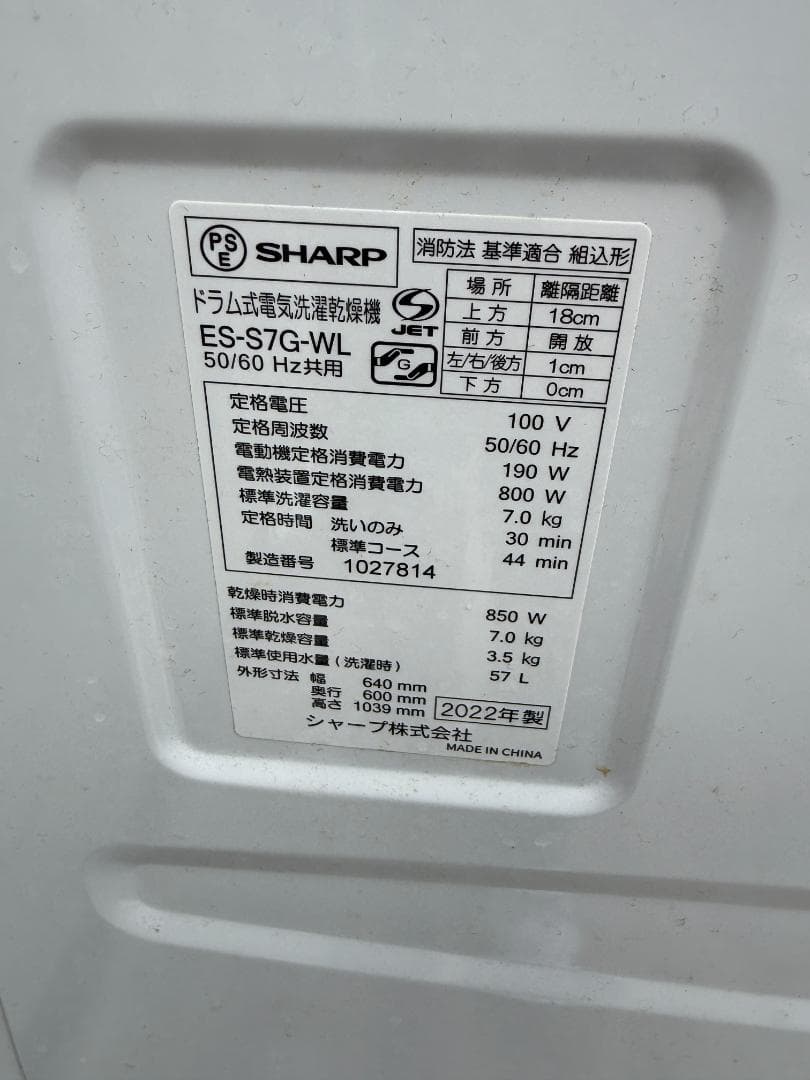 PS E SHARP
消防法 基準適合 組込形
ドラム式電気洗濯乾燥機
ES-S7G-WL
50/60 Hz共用
S JET
G
場所 離隔距離
上方 18cm
前方 開放
左/右/後方 1cm
下方 0cm
定格電圧 100 V
定格周波数 50/60 Hz
電動機定格消費電力 190 W
電熱装置定格消費電力 800 W
標準洗濯容量 7.0 kg
定格時間 洗いのみ 30 min
標準コース 44 min
製造番号 1027814
乾燥時消費電力 850 W
標準脱水容量 7.0 kg
標準乾燥容量 3.5 kg
標準使用水量(洗濯時) 57 L
外形寸法 幅 640 mm
奥行 600 mm
高さ 1039 mm
2022年製
シャープ株式会社
MADE IN CHINA